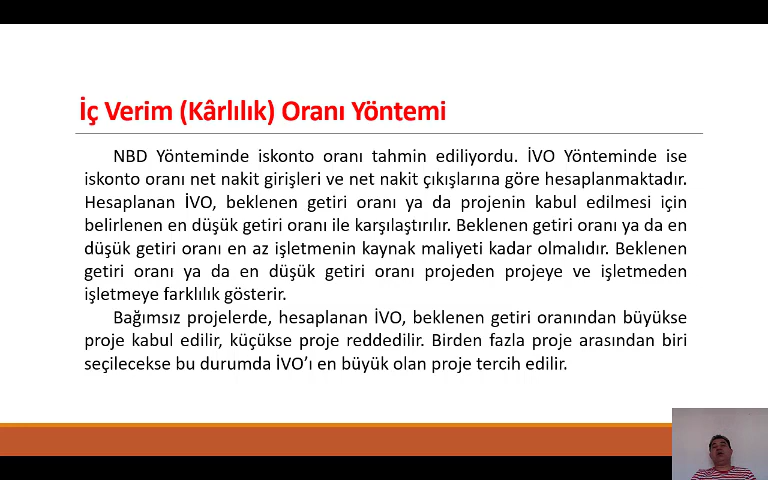 İç Verim (Kârlılık) Oranı Yöntemi
NBD Yönteminde iskonto oranı tahmin ediliyordu. İVO Yönteminde ise
iskonto oranı net nakit girişleri ve net nakit çıkışlarına göre hesaplanmaktadır.
Hesaplanan İVO, beklenen getiri oranı ya da projenin kabul edilmesi için
belirlenen en düşük getiri oranı ile karşılaştırılır. Beklenen getiri oranı ya da en
düşük getiri oranı en az işletmenin kaynak maliyeti kadar olmalıdır. Beklenen
getiri oranı ya da en düşük getiri oranı projeden projeye ve işletmeden
işletmeye farklılık gösterir.
Bağımsız projelerde, hesaplanan İVO, beklenen getiri oranından büyükse
proje kabul edilir, küçükse proje reddedilir. Birden fazla proje arasından biri
seçilecekse bu durumda İVO’ı en büyük olan proje tercih edilir.